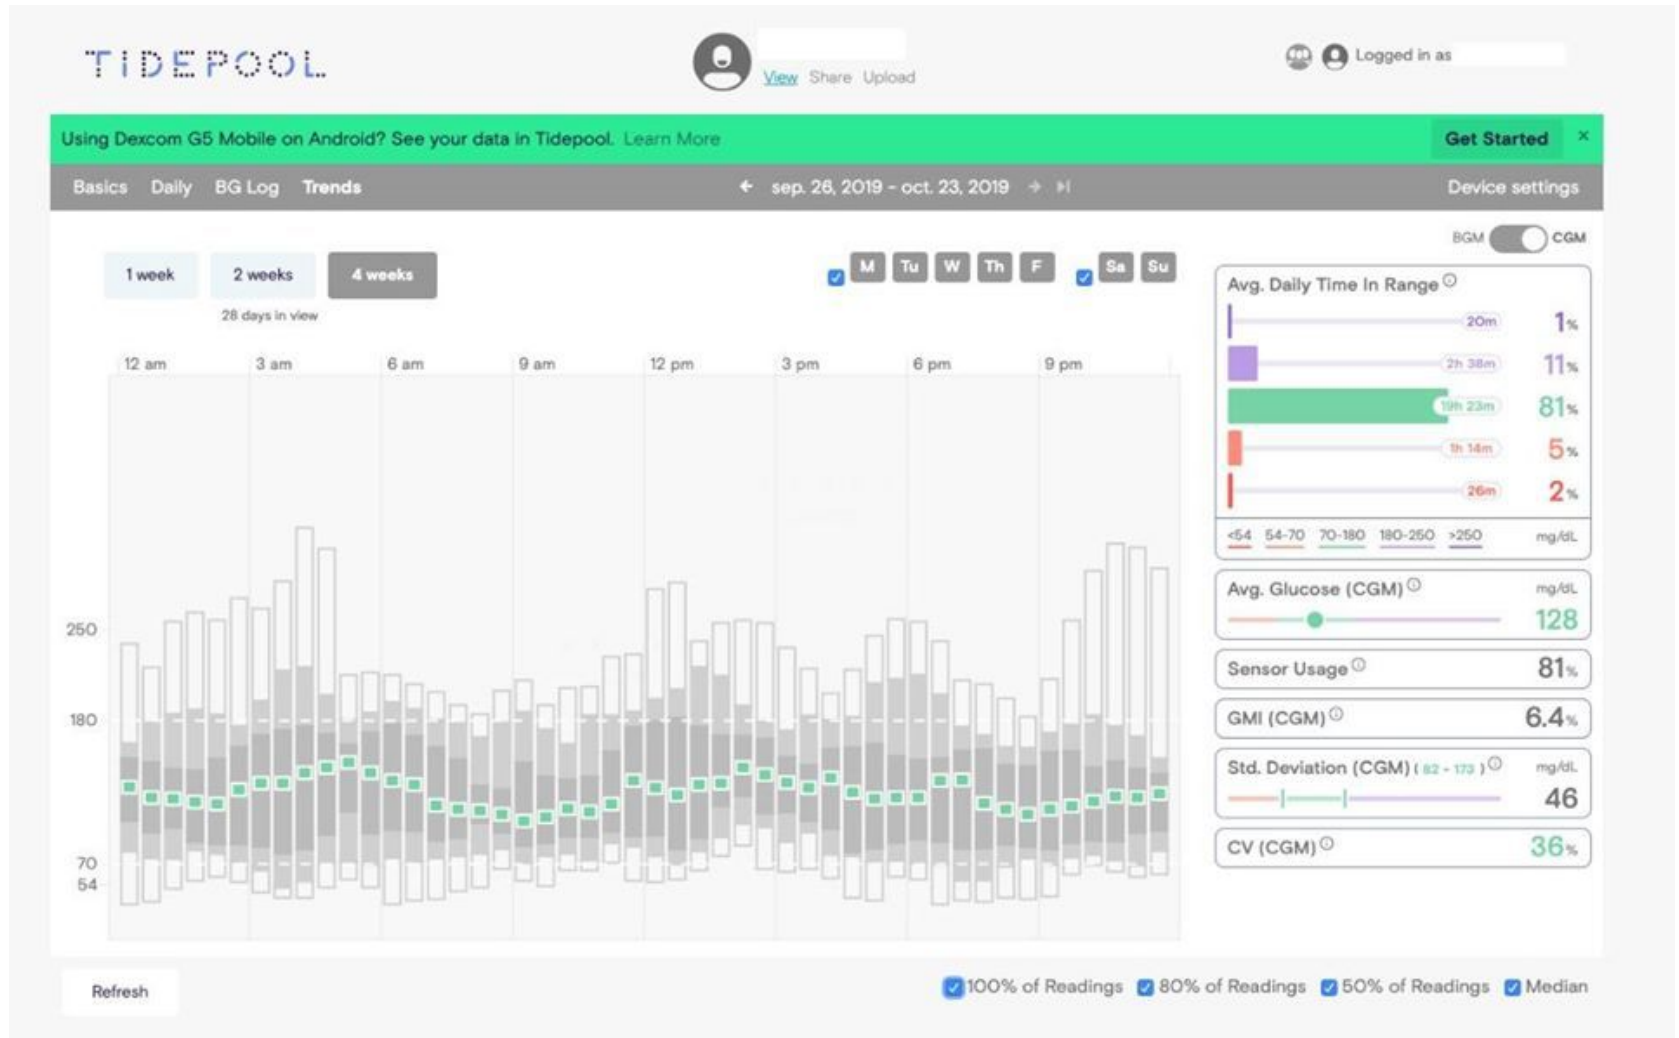 TIDEPOOL
View Share Upload
Logged in as
Using Dexcom G5 Mobile on Android? See your data in Tidepool. Learn More
Get Started ×
Basics Daily BG Log Trends
sep. 26, 2019 - oct. 23, 2019
Device settings
BGM CGM
1 week 2 weeks 4 weeks
28 days in view
M Tu W Th F Sa Su
12 am 3 am 6 am 9 am 12 pm 3 pm 6 pm 9 pm
250
180
70
54
Avg. Daily Time In Range
20m 1%
2h 38m 11%
19h 23m 81%
1h 14m 5%
26m 2%
<54 54-70 70-180 180-250 >250 mg/dL
Avg. Glucose (CGM) mg/dL
128
Sensor Usage 81%
GMI (CGM) 6.4%
Std. Deviation (CGM) ( 82 - 173 ) mg/dL
46
CV (CGM) 36%
Refresh
100% of Readings 80% of Readings 50% of Readings Median